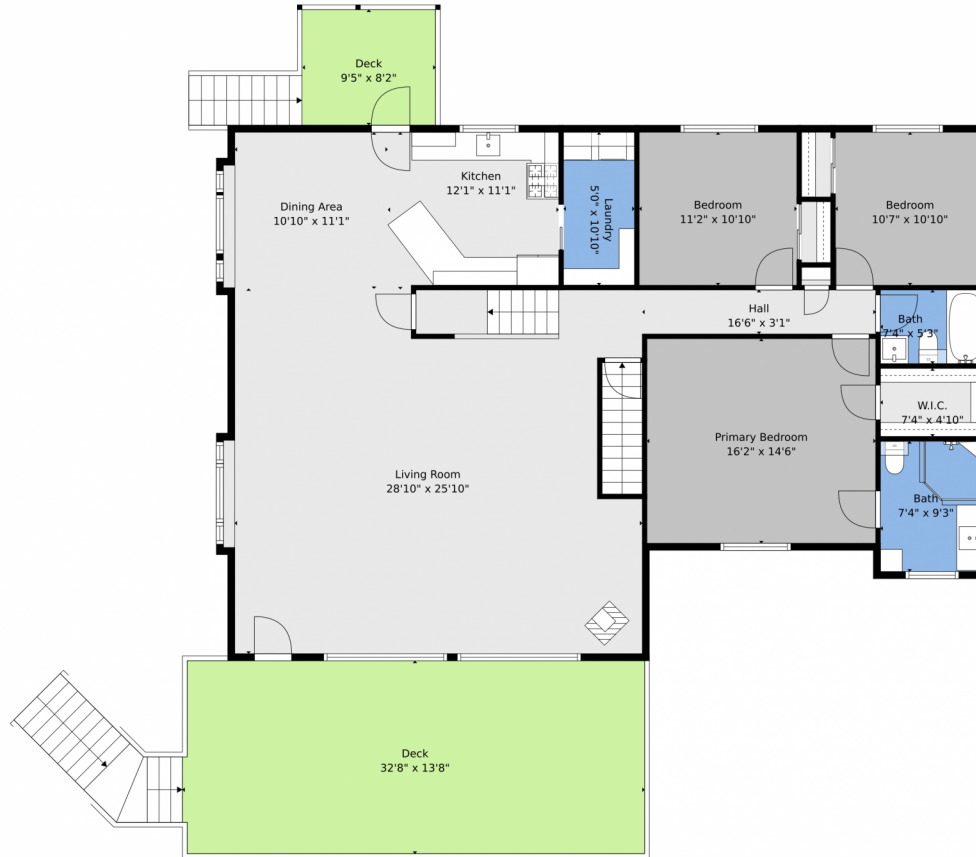 Deck
9'5" x 8'2"
Kitchen
12'1" x 11'1"
Dining Area
10'10" x 11'1"
Laundry
5'0" x 10'10"
Bedroom
11'2" x 10'10"
Bedroom
10'7" x 10'10"
Hall
16'6" x 3'1"
Bath
7'4" x 5'3"
W.I.C.
7'4" x 4'10"
Primary Bedroom
16'2" x 14'6"
Living Room
28'10" x 25'10"
Bath
7'4" x 9'3"
Deck
32'8" x 13'8"